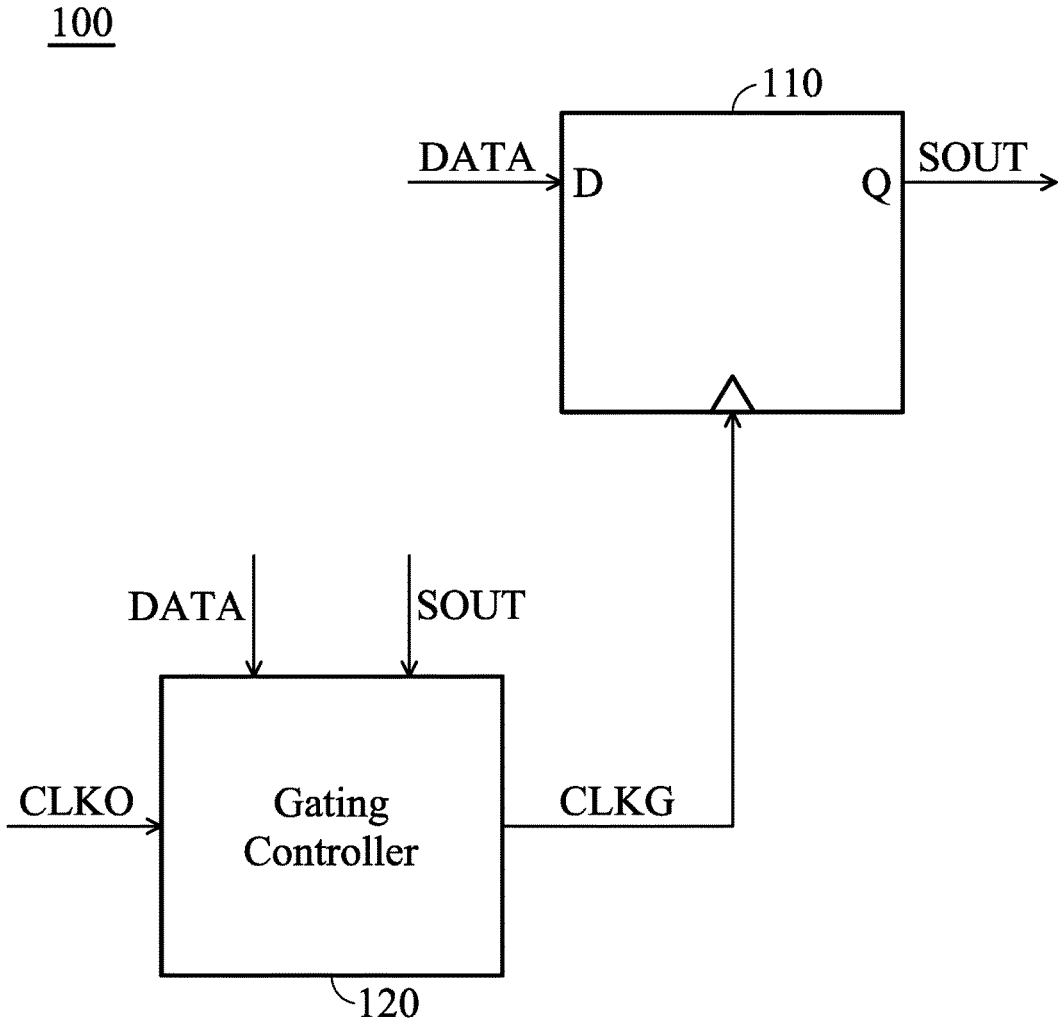 100
110
DATA
D
Q
SOUT
DATA
SOUT
CLKO
Gating
Controller
CLKG
120